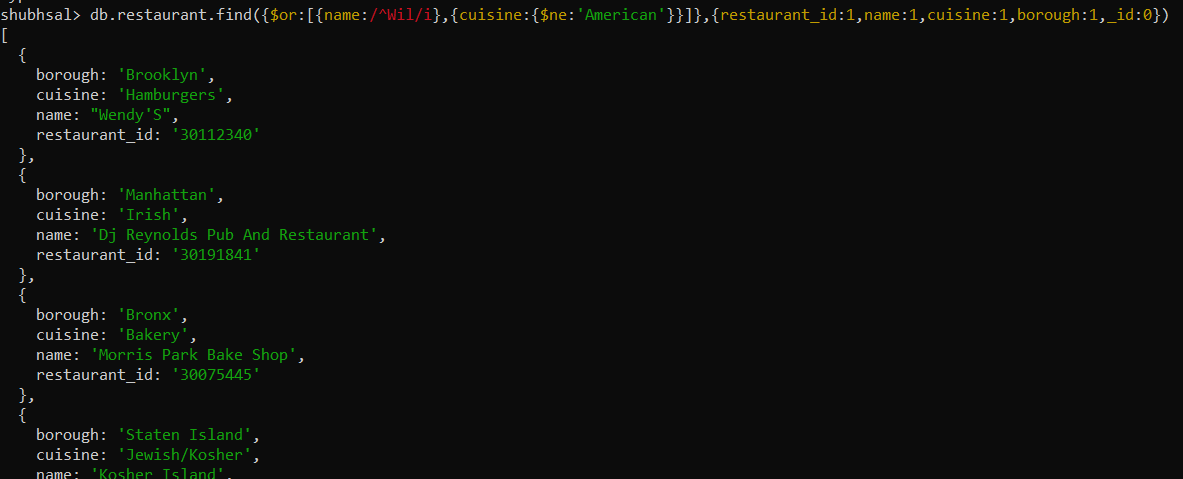 shubhsal> db.restaurant.find({$or:[{name:/^Wil/i},{cuisine:{$ne:'American'}}]},{restaurant_id:1,name:1,cuisine:1,borough:1,_id:0})
[
  {
    borough: 'Brooklyn',
    cuisine: 'Hamburgers',
    name: "Wendy'S",
    restaurant_id: '30112340'
  },
  {
    borough: 'Manhattan',
    cuisine: 'Irish',
    name: 'Dj Reynolds Pub And Restaurant',
    restaurant_id: '30191841'
  },
  {
    borough: 'Bronx',
    cuisine: 'Bakery',
    name: 'Morris Park Bake Shop',
    restaurant_id: '30075445'
  },
  {
    borough: 'Staten Island',
    cuisine: 'Jewish/Kosher',
    name: 'Kosher Island',